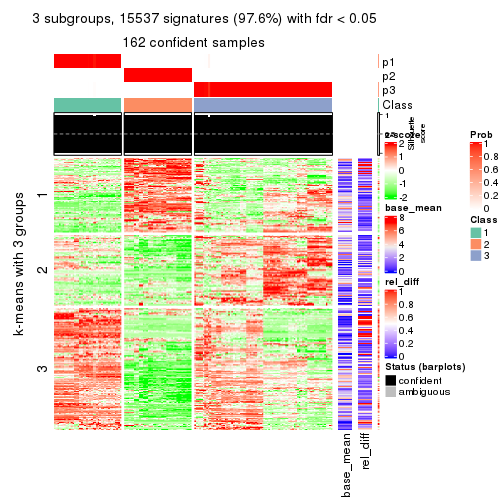 3 subgroups, 15537 signatures (97.6%) with fdr < 0.05
162 confident samples
p1
p2
p3
Class
1
Silhouette
score
k-means with 3 groups
1
2
3
base_mean
rel_diff
z-score
2
1
0
-1
-2
base_mean
8
6
4
2
0
rel_diff
1
0.8
0.6
0.4
0.2
0
Status (barplots)
confident
ambiguous
Prob
1
0.8
0.6
0.4
0.2
0
Class
1
2
3